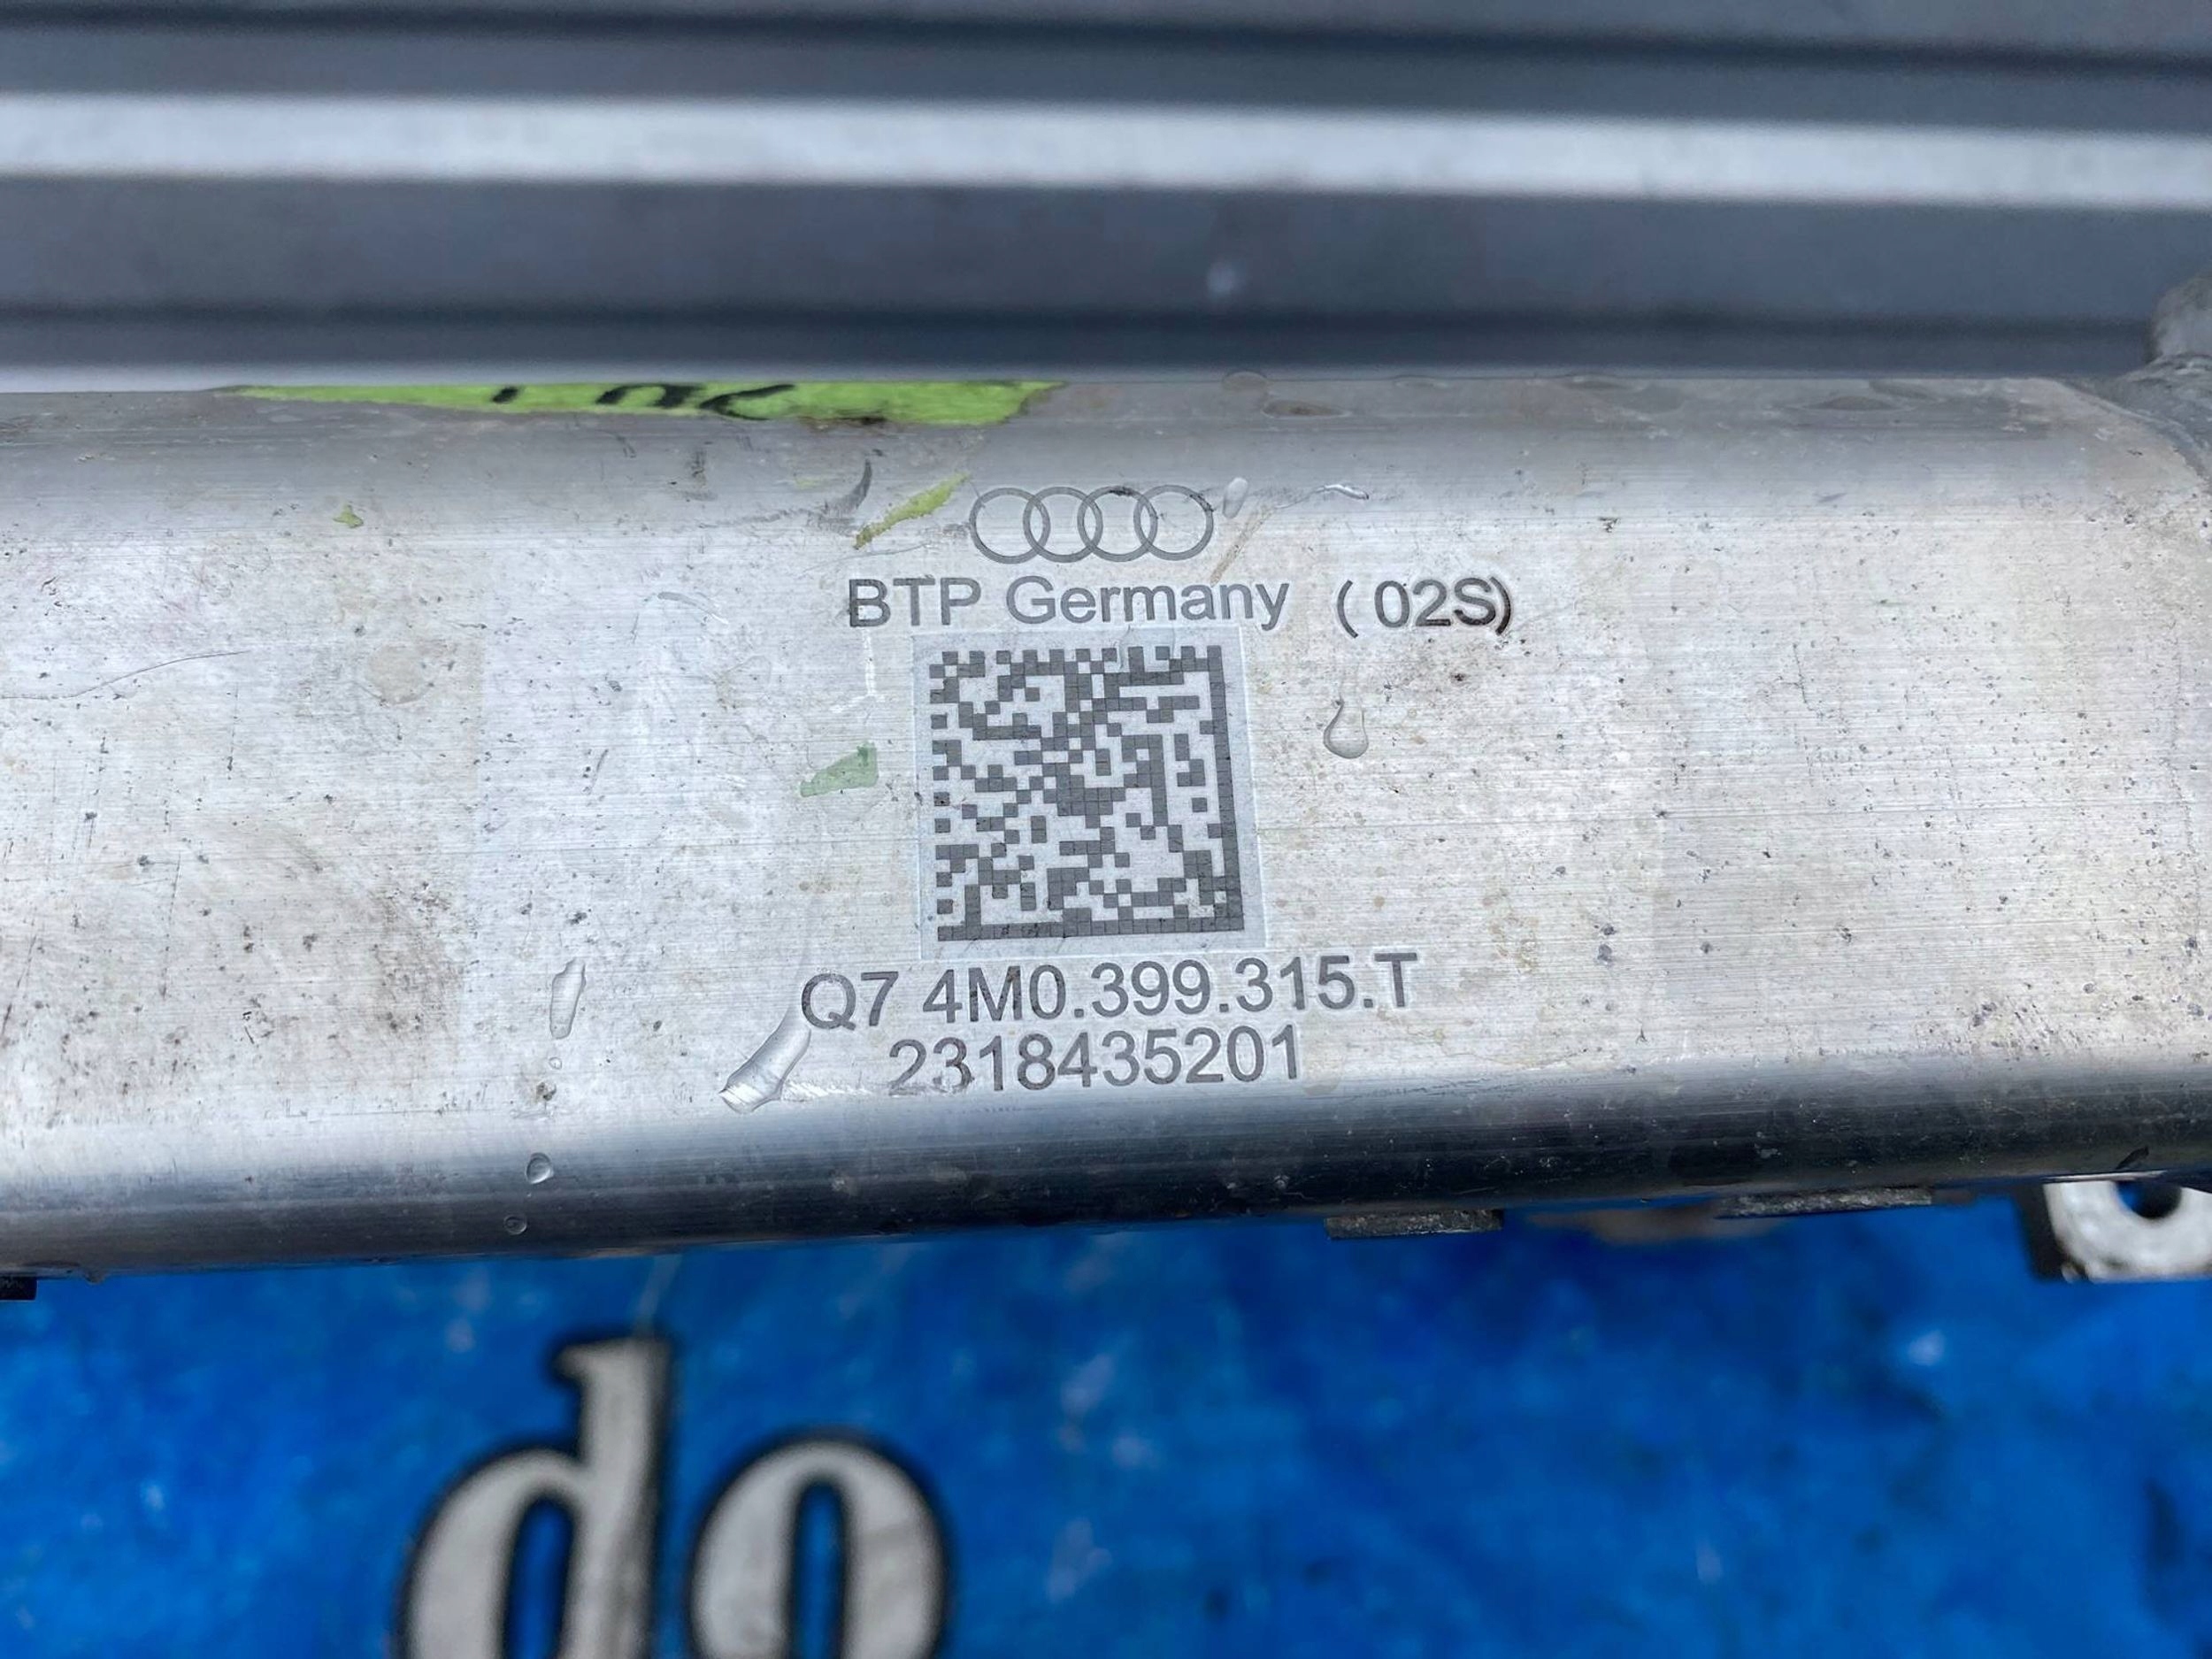 BTP Germany (02S)
Q7 4M0.399.315.T
2318435201
do